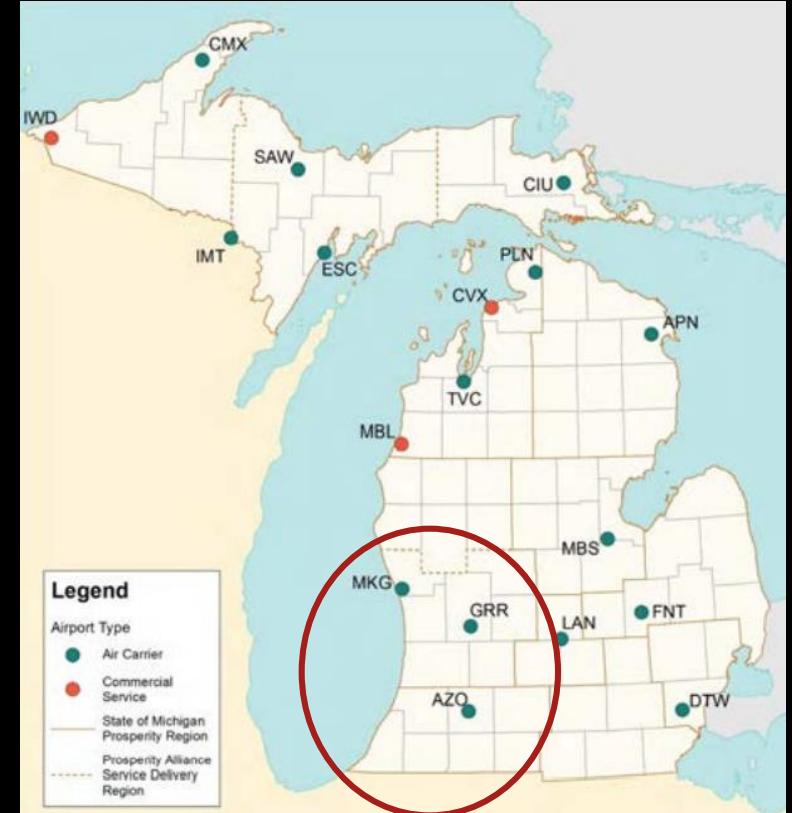 CMX
IWD
SAW
CIU
IMT
ESC
PLN
CVX
APN
TVC
MBL
MBS
MKG
GRR
LAN
FNT
AZO
DTW
Legend
Airport Type
Air Carrier
Commercial
Service
State of Michigan
Prosperity Region
Prosperity Alliance
Service Delivery
Region